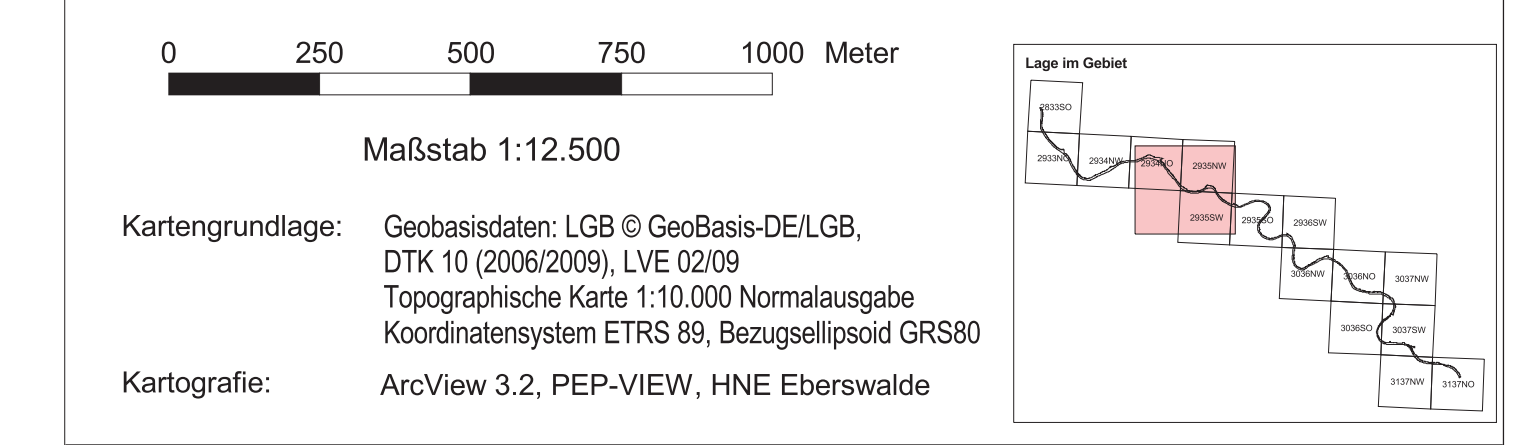 0 250 500 750 1000 Meter
Maßstab 1:12.500
Kartengrundlage: Geobasisdaten: LGB © GeoBasis-DE/LGB,
DTK 10 (2006/2009), LVE 02/09
Topographische Karte 1:10.000 Normalausgabe
Koordinatensystem ETRS 89, Bezugsellipsoid GRS80
Kartografie: ArcView 3.2, PEP-VIEW, HNE Eberswalde
Lage im Gebiet
2833SO
2933NO 2934NW 2934NO 2935NW
2935SW 2935SO 2936SW
3036NW 3036NO 3037NW
3036SO 3037SW
3137NW 3137NO